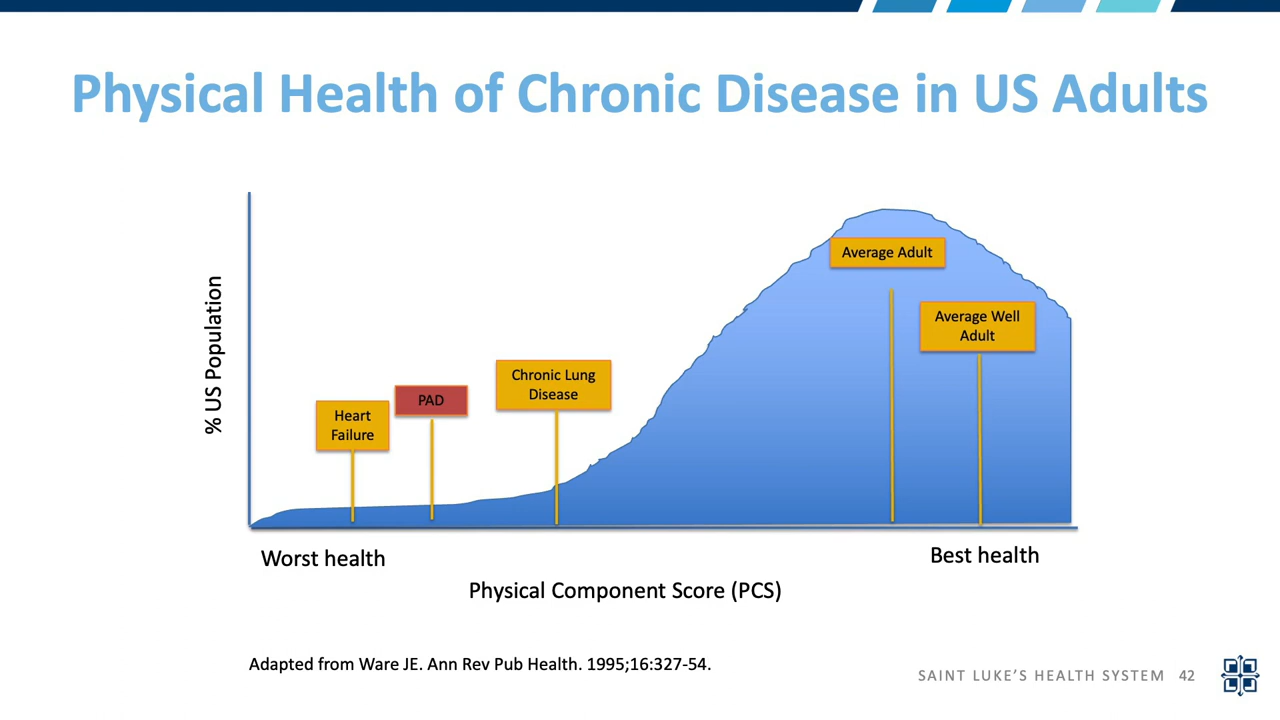 Physical Health of Chronic Disease in US Adults
% US Population
Average Adult
Average Well
Adult
Chronic Lung
Disease
PAD
Heart
Failure
Worst health
Best health
Physical Component Score (PCS)
Adapted from Ware JE. Ann Rev Pub Health. 1995;16:327-54.
SAINT LUKE'S HEALTH SYSTEM 42